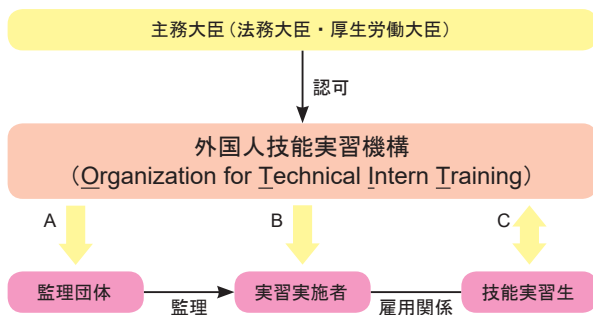 主務大臣(法務大臣・厚生労働大臣)
認可
外国人技能実習機構
(Organization for Technical Intern Training)
A
B
C
監理団体
監理
実習実施者
雇用関係
技能実習生